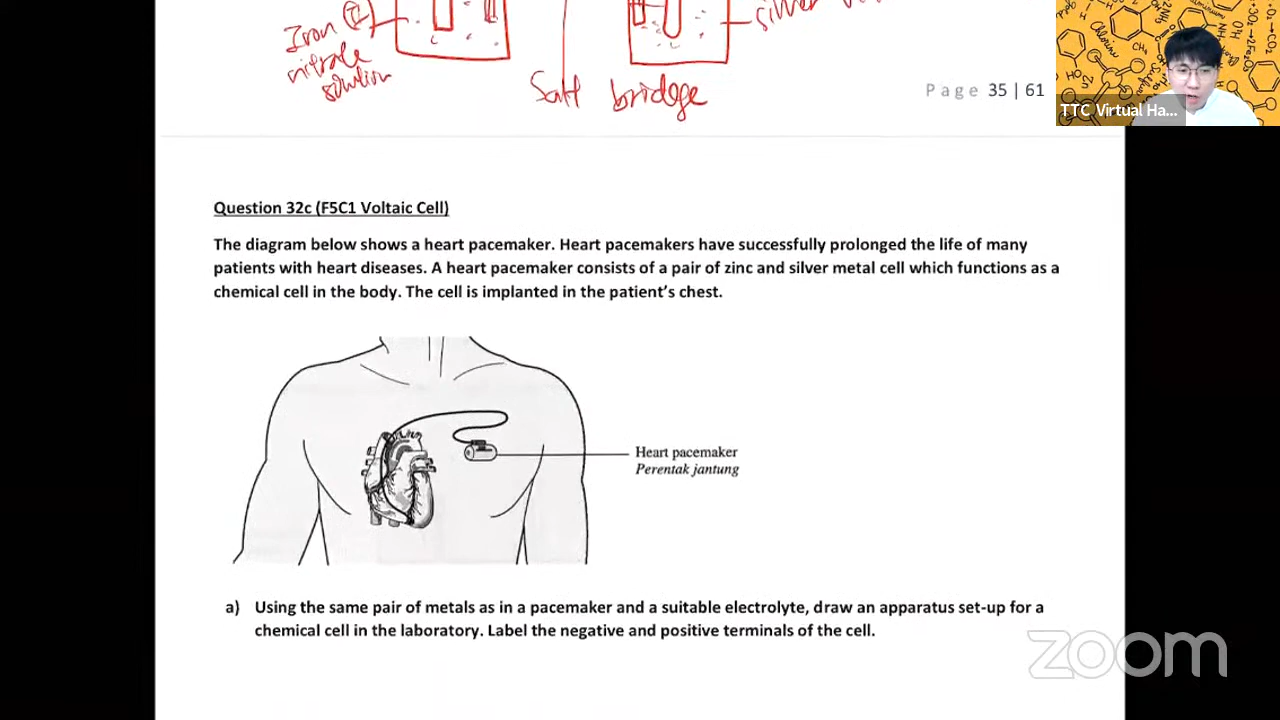 Iron (II)
nitrate
solution
Salt bridge
Page 35 | 61
TTC Virtual Ha...
Question 32c (F5C1 Voltaic Cell)
The diagram below shows a heart pacemaker. Heart pacemakers have successfully prolonged the life of many
patients with heart diseases. A heart pacemaker consists of a pair of zinc and silver metal cell which functions as a
chemical cell in the body. The cell is implanted in the patient's chest.
Heart pacemaker
Perentak jantung
a) Using the same pair of metals as in a pacemaker and a suitable electrolyte, draw an apparatus set-up for a
chemical cell in the laboratory. Label the negative and positive terminals of the cell.
zoom